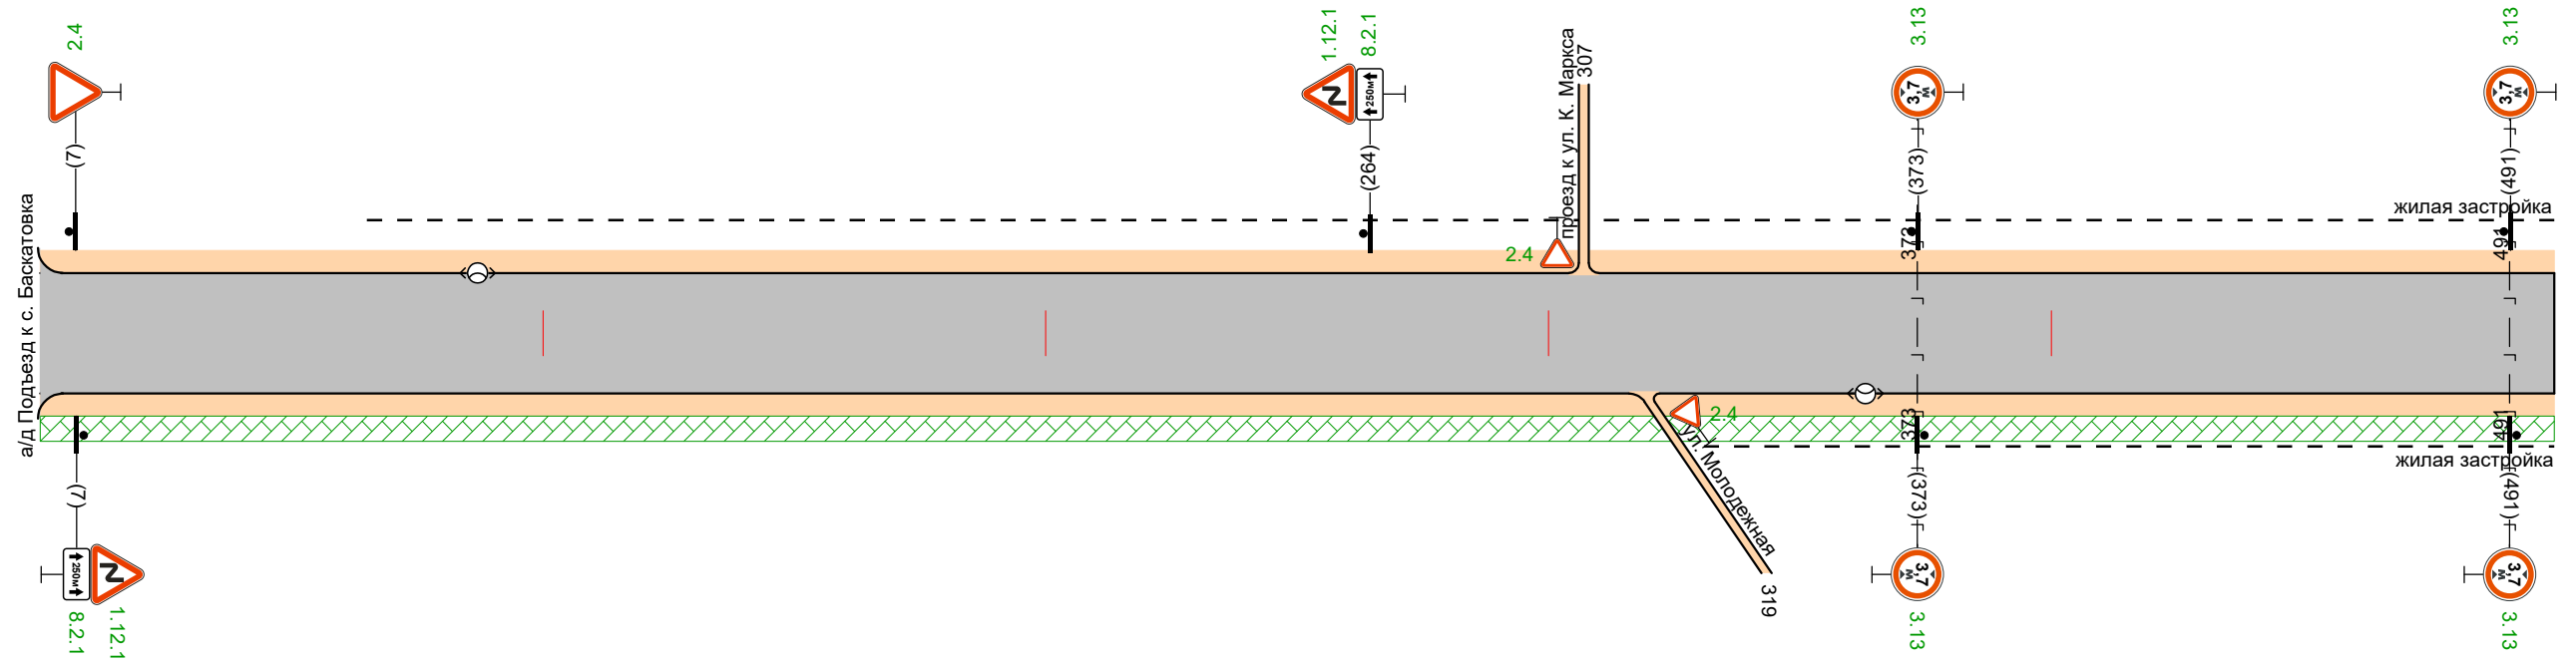 2.4
1.12.1
8.2.1
3.13
3.13
250м
3,7
м
3,7
м
(7)
(264)
проезд к ул. К. Маркса
307
(373)
(491)
жилая застройка
2.4
373
491
а/д Подъезд к с. Баскатовка
2.4
373
491
(7)
ул. Молодежная
319
(373)
(491)
жилая застройка
250м
3,7
м
3,7
м
8.2.1
1.12.1
3.13
3.13